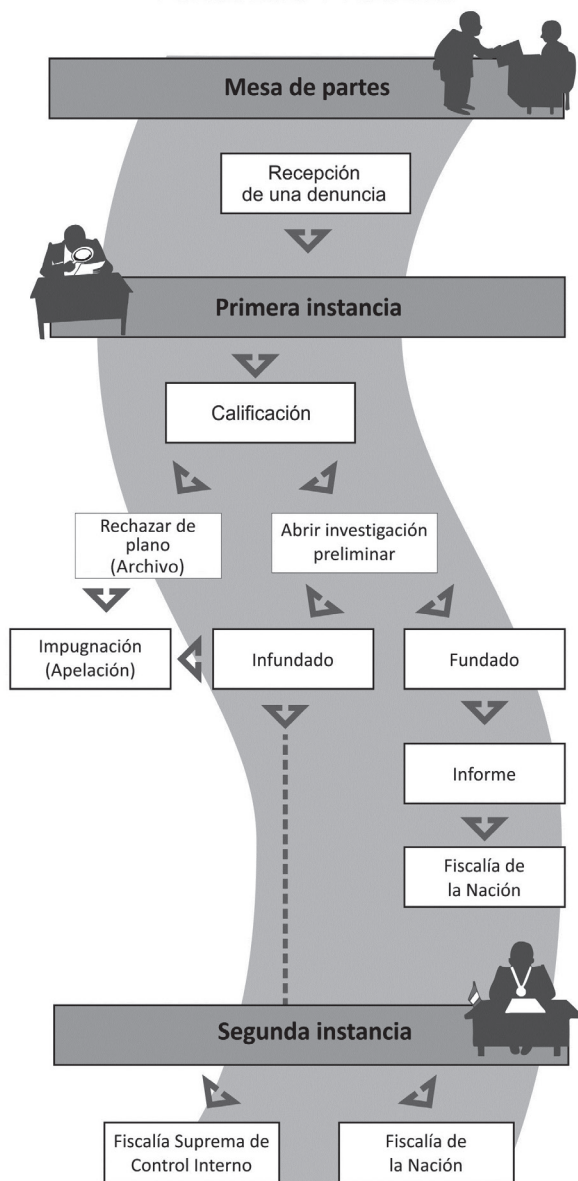 Mesa de partes
Recepción
de una denuncia
Primera instancia
Calificación
Rechazar de
plano
(Archivo)
Abrir investigación
preliminar
Impugnación
(Apelación)
Infundado
Fundado
Informe
Fiscalía de
la Nación
Segunda instancia
Fiscalía Suprema de
Control Interno
Fiscalía de
la Nación